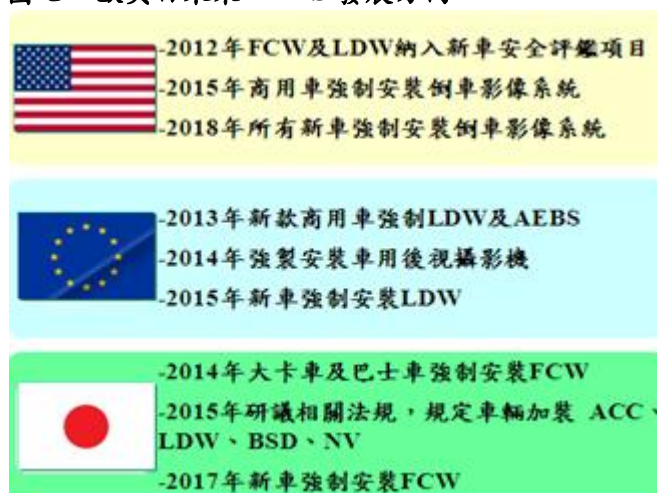 -2012年FCW及LDW納入新車安全評鑑項目
-2015年商用車強制安裝倒車影像系統
-2018年所有新車強制安裝倒車影像系統
-2013年新款商用車強制LDW及AEBS
-2014年強製安裝車用後視攝影機
-2015年新車強制安裝LDW
-2014年大卡車及巴士車強制安裝FCW
-2015年研議相關法規，規定車輛加裝 ACC、
LDW、BSD、NV
-2017年新車強制安裝FCW